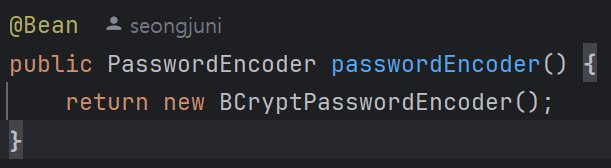 @Bean seongjuni
public PasswordEncoder passwordEncoder() {
    return new BCryptPasswordEncoder();
}